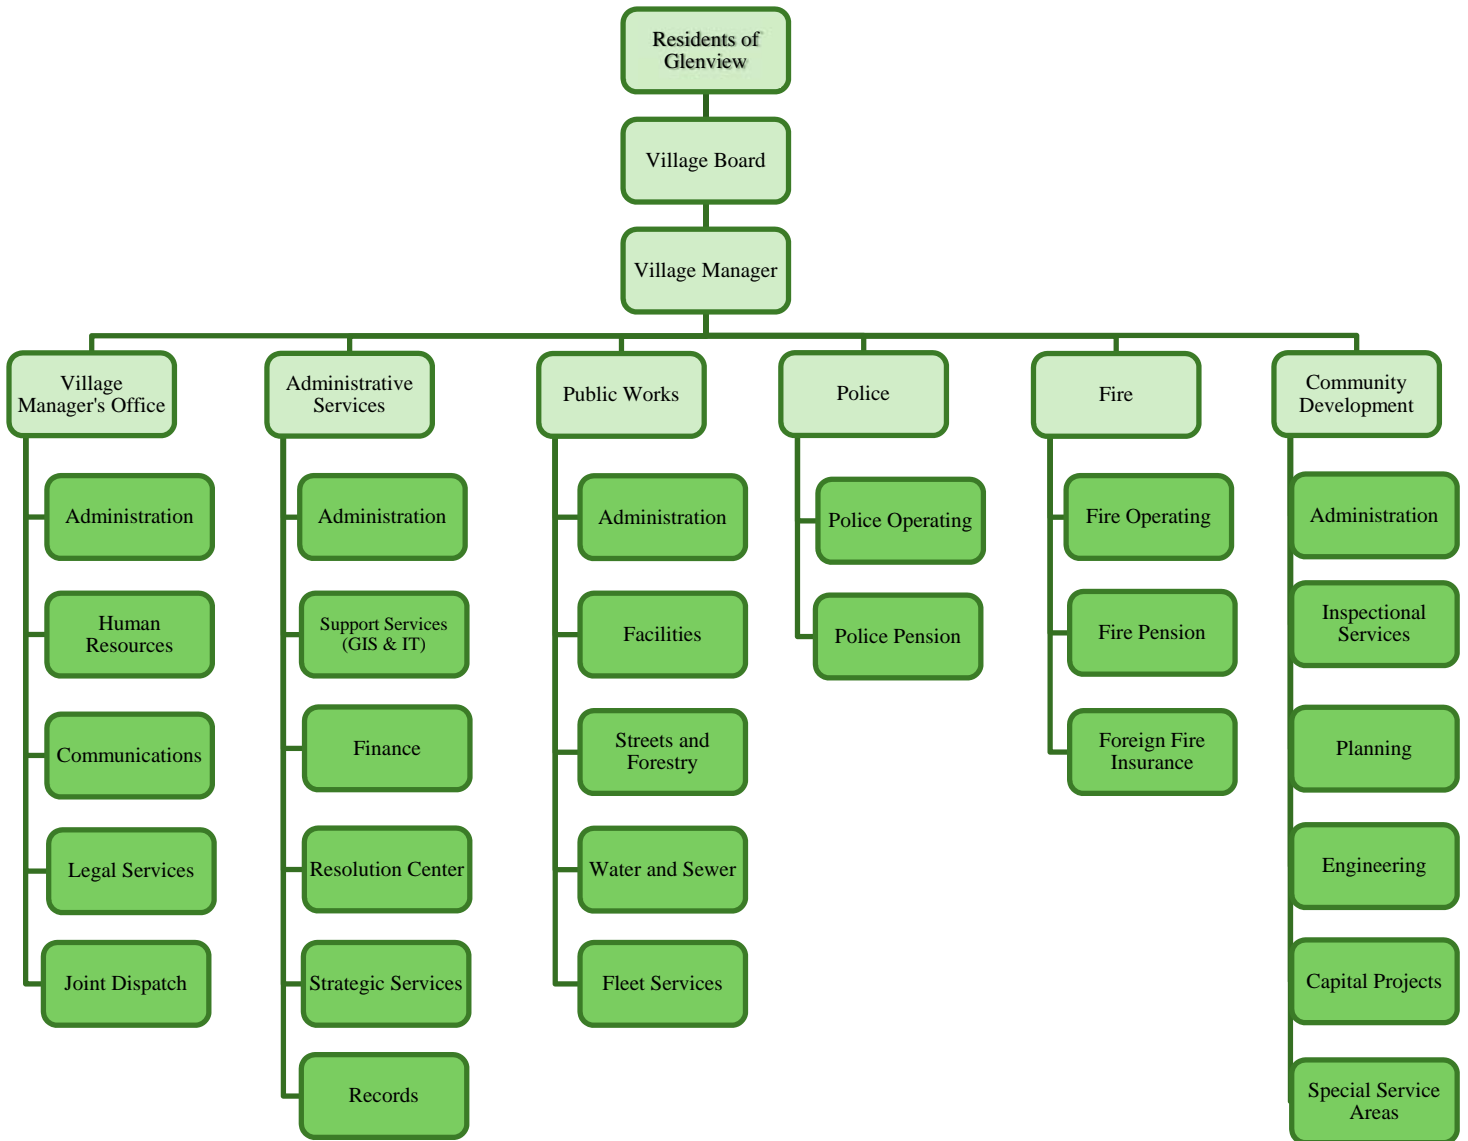 Residents of
Glenview
Village Board
Village Manager
Village
Manager's Office
Administration
Human
Resources
Communications
Legal Services
Joint Dispatch
Administrative
Services
Administration
Support Services
(GIS & IT)
Finance
Resolution Center
Strategic Services
Records
Public Works
Administration
Facilities
Streets and
Forestry
Water and Sewer
Fleet Services
Police
Police Operating
Police Pension
Fire
Fire Operating
Fire Pension
Foreign Fire
Insurance
Community
Development
Administration
Inspectional
Services
Planning
Engineering
Capital Projects
Special Service
Areas